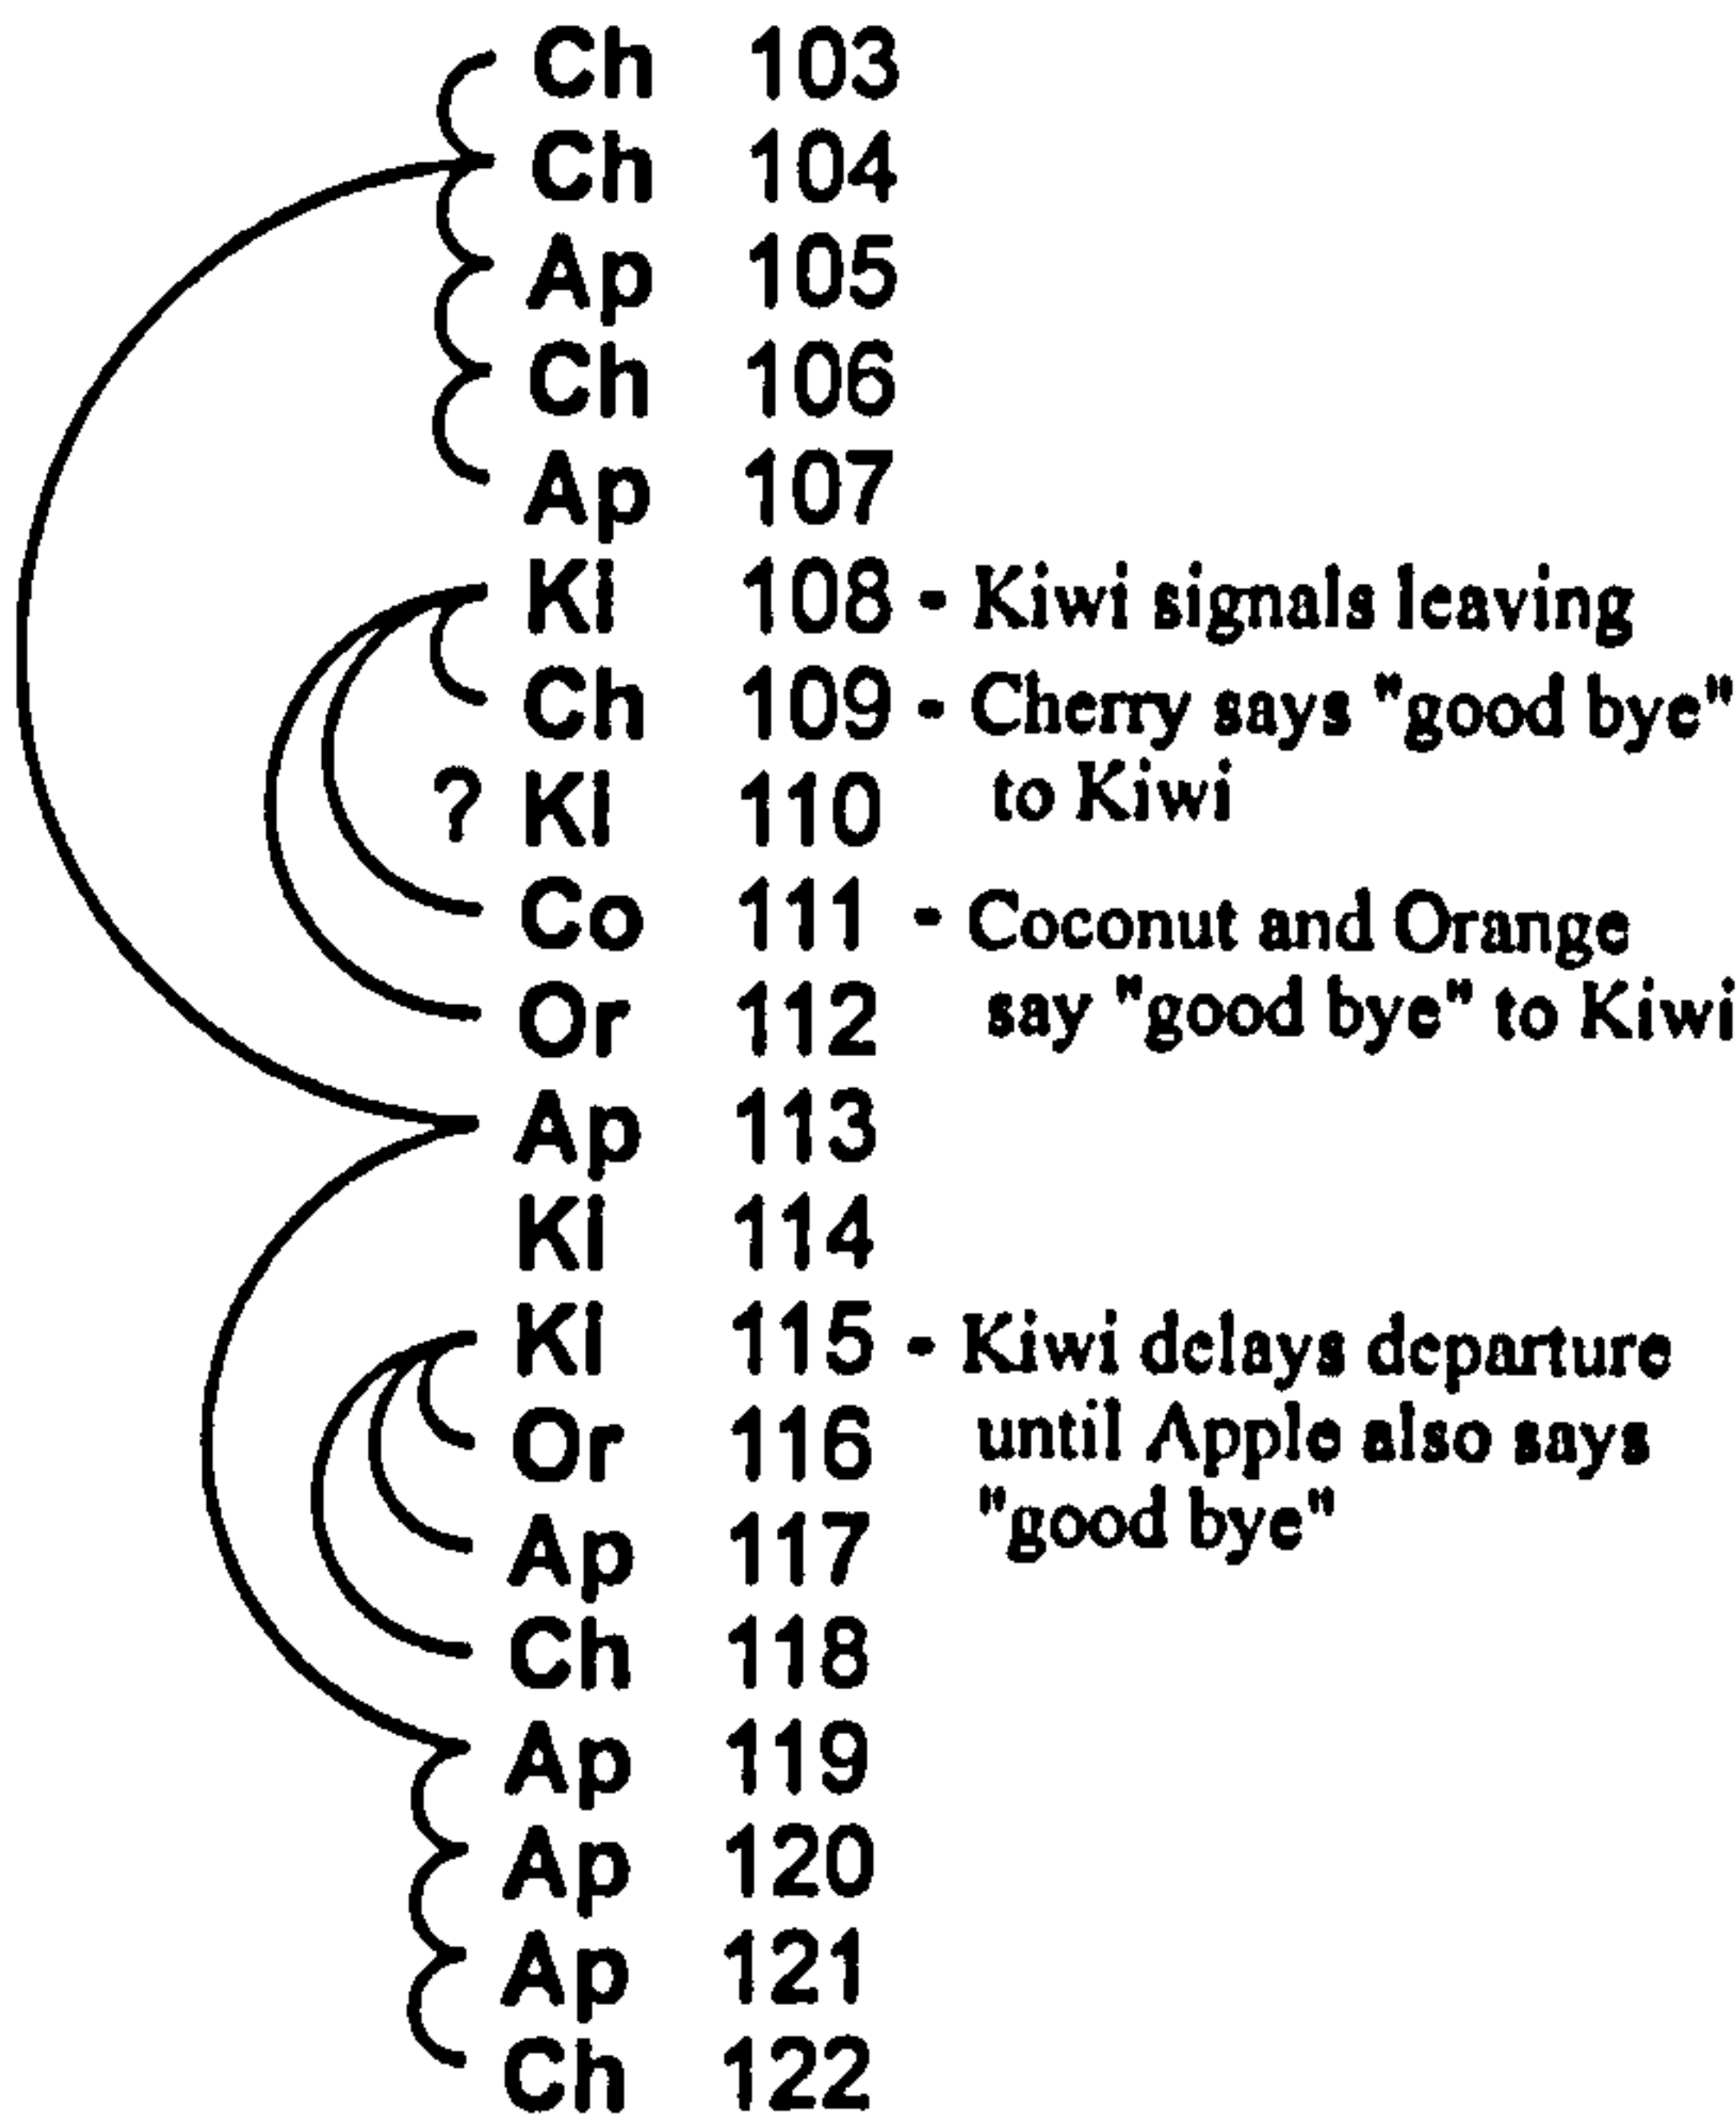 Ch 103
Ch 104
Ap 105
Ch 106
Ap 107
Ki 108 - Kiwi signals leaving
Ch 109 - Cherry says "good bye"
? Ki 110 to Kiwi
Co 111 - Coconut and Orange
Or 112 say "good bye" to Kiwi
Ap 113
Ki 114
Ki 115 - Kiwi delays departure
Or 116 until Apple also says
Ap 117 "good bye"
Ch 118
Ap 119
Ap 120
Ap 121
Ch 122